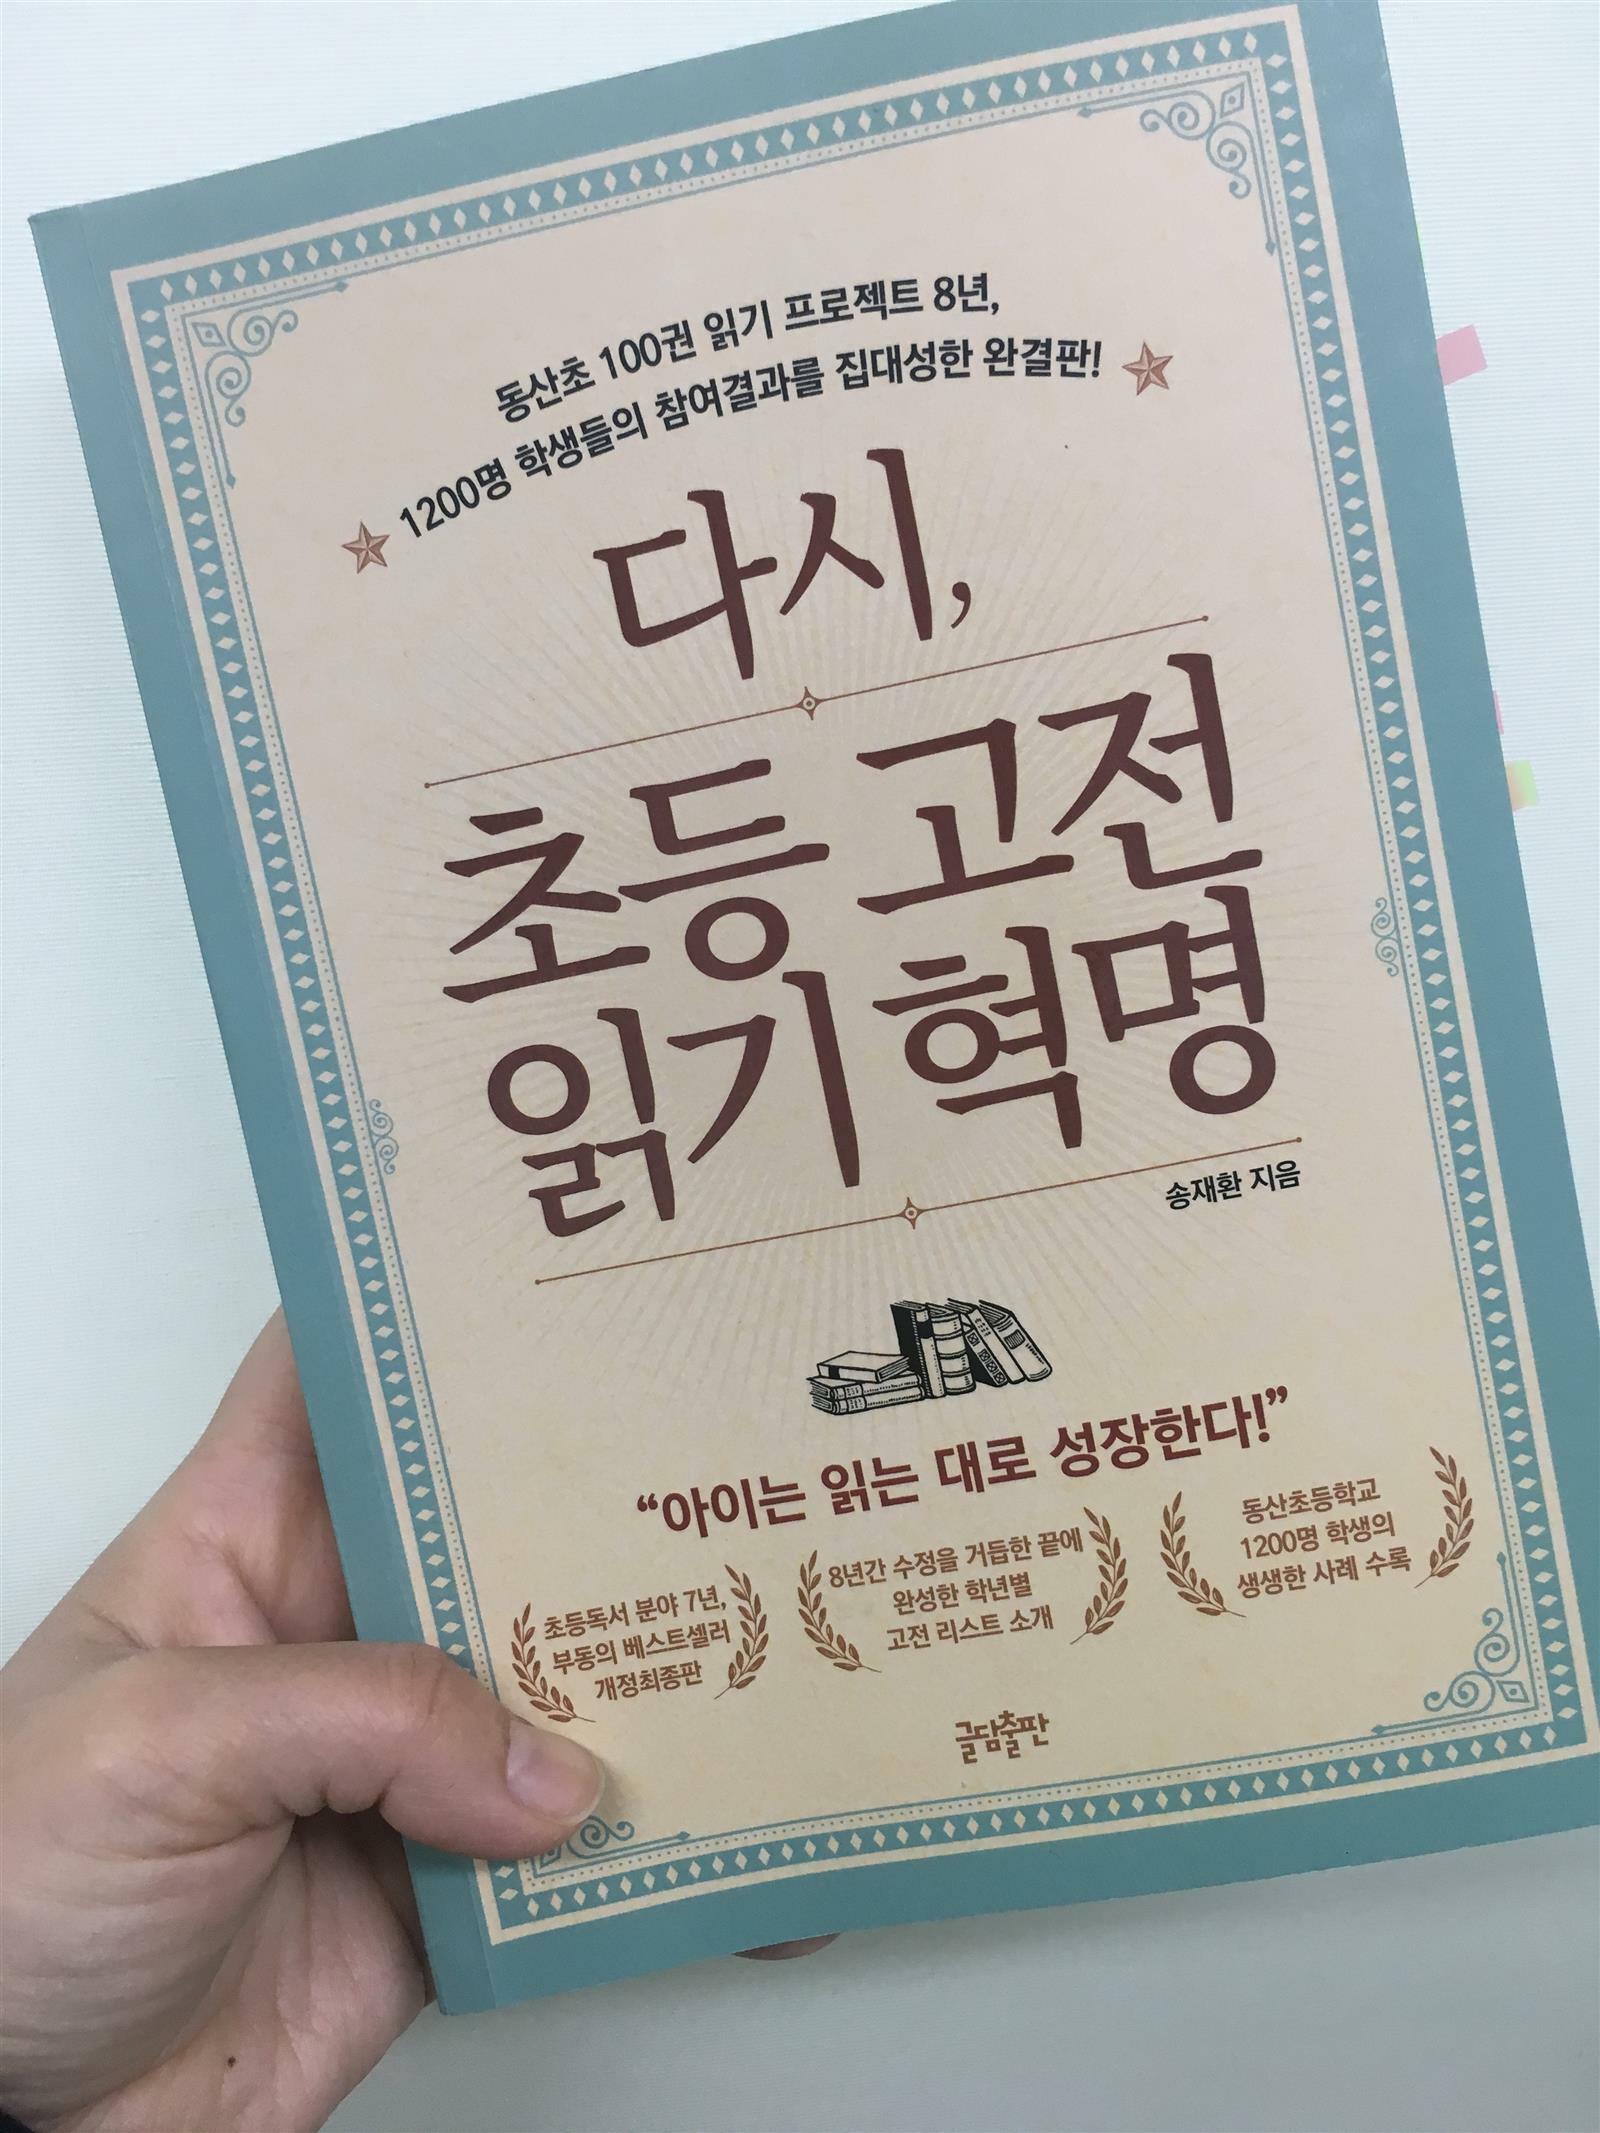 동산초 100권 읽기 프로젝트 8년,
1200명 학생들의 참여결과를 집대성한 완결판!
다시,
초등 고전
읽기 혁명
송재환 지음
“아이는 읽는 대로 성장한다!”
초등독서 분야 7년,
부동의 베스트셀러
개정최종판
8년간 수정을 거듭한 끝에
완성한 학년별
고전 리스트 소개
동산초등학교
1200명 학생의
생생한 사례 수록
글담출판